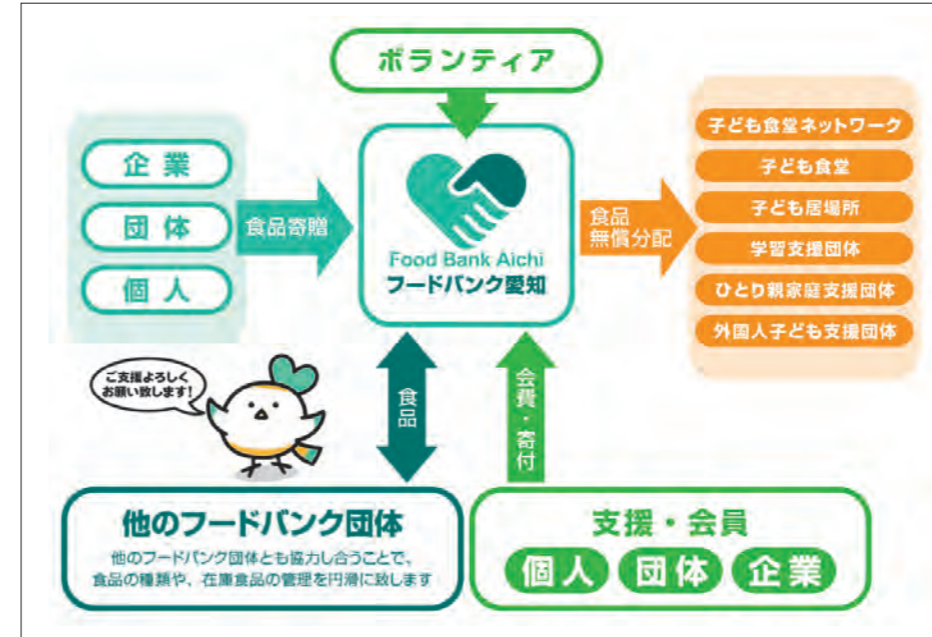 ボランティア
企業
団体
個人
食品寄贈
Food Bank Aichi
フードバンク愛知
食品
無償分配
子ども食堂ネットワーク
子ども食堂
子ども居場所
学習支援団体
ひとり親家庭支援団体
外国人子ども支援団体
ご支援よろしく
お願い致します!
食品
会費・寄付
他のフードバンク団体
他のフードバンク団体とも協力し合うことで、
食品の種類や、在庫食品の管理を円滑に致します
支援・会員
個人 団体 企業